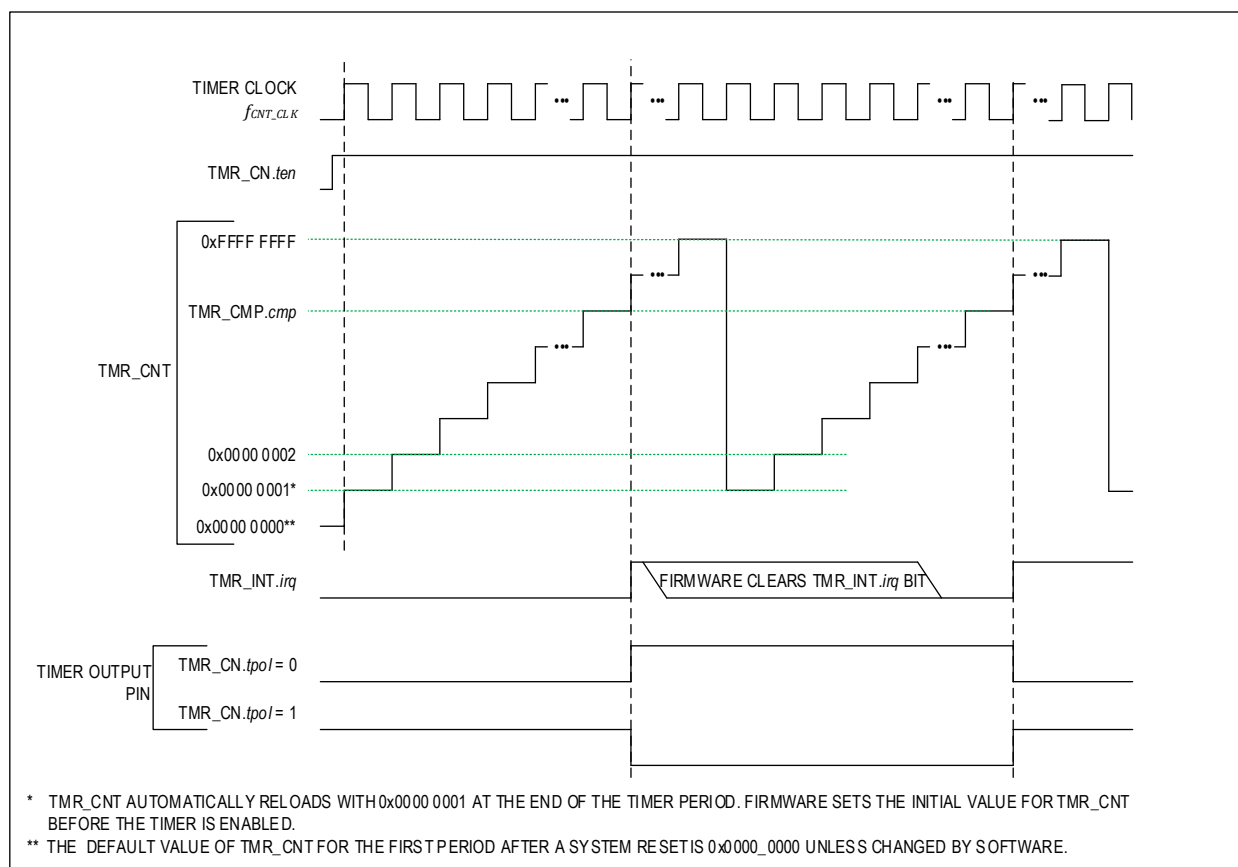 TIMER CLOCK
fCNT_CLK
TMR_CN.ten
0xFFFF FFFF
TMR_CMP.cmp
TMR_CNT
0x0000 0002
0x0000 0001*
0x0000 0000**
TMR_INT.irq
FIRMWARE CLEARS TMR_INT.irq BIT
TIMER OUTPUT
PIN
TMR_CN.tpol = 0
TMR_CN.tpol = 1
* TMR_CNT AUTOMATICALLY RELOADS WITH 0x0000 0001 AT THE END OF THE TIMER PERIOD. FIRMWARE SETS THE INITIAL VALUE FOR TMR_CNT
BEFORE THE TIMER IS ENABLED.
** THE DEFAULT VALUE OF TMR_CNT FOR THE FIRST PERIOD AFTER A SYSTEM RESET IS 0x0000_0000 UNLESS CHANGED BY SOFTWARE.